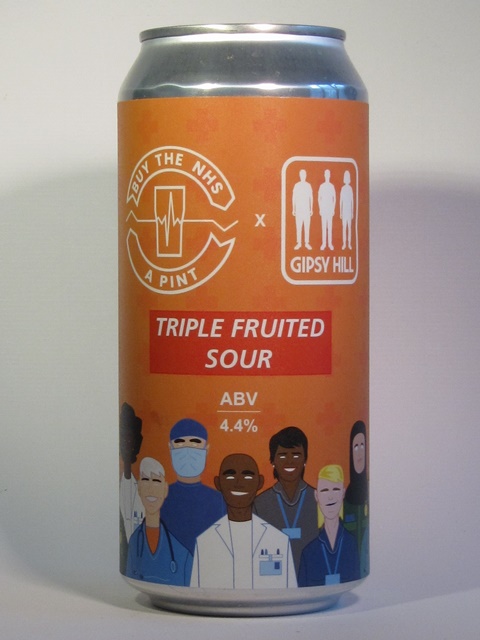 BUY THE NHS
A PINT
X
GIPSY HILL
TRIPLE FRUITED
SOUR
ABV
4.4%